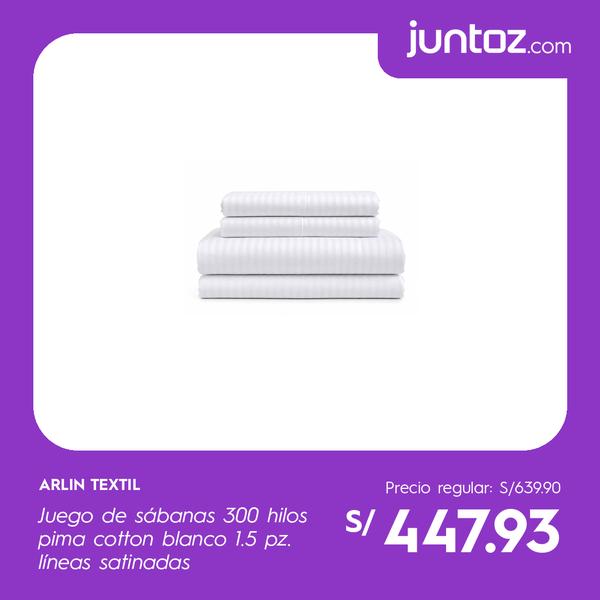 juntoz.com
ARLIN TEXTIL
Juego de sábanas 300 hilos
pima cotton blanco 1.5 pz.
líneas satinadas
Precio regular: S/639.90
S/ 447.93